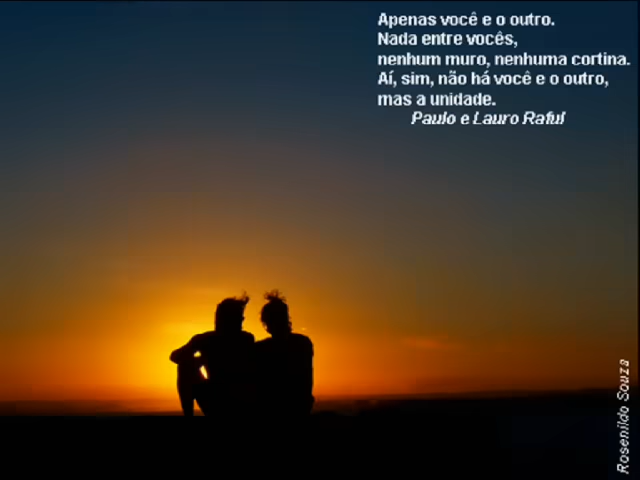 Apenas você e o outro.
Nada entre vocês,
nenhum muro, nenhuma cortina.
Aí, sim, não há você e o outro,
mas a unidade.
Paulo e Lauro Raful
Rosenildo Souza